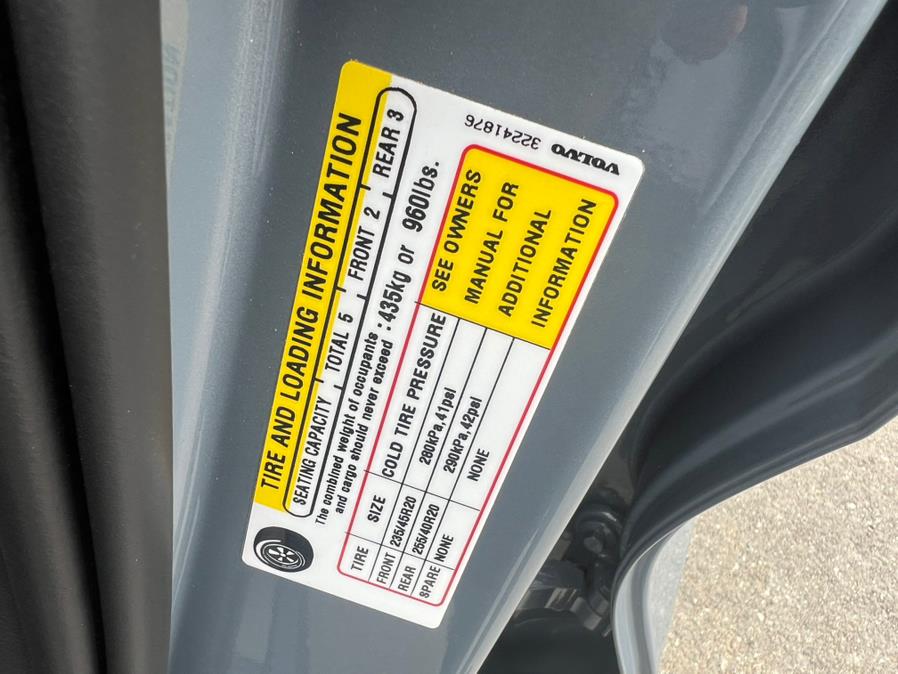 TIRE AND LOADING INFORMATION
SEATING CAPACITY TOTAL 5 FRONT 2 REAR 3
The combined weight of occupants
and cargo should never exceed : 435kg or 960lbs.
TIRE SIZE COLD TIRE PRESSURE
FRONT 235/45R20 280kPa,41psi
REAR 255/40R20 290kPa,42psi
SPARE NONE NONE
SEE OWNERS
MANUAL FOR
ADDITIONAL
INFORMATION
VOLVO 32241876